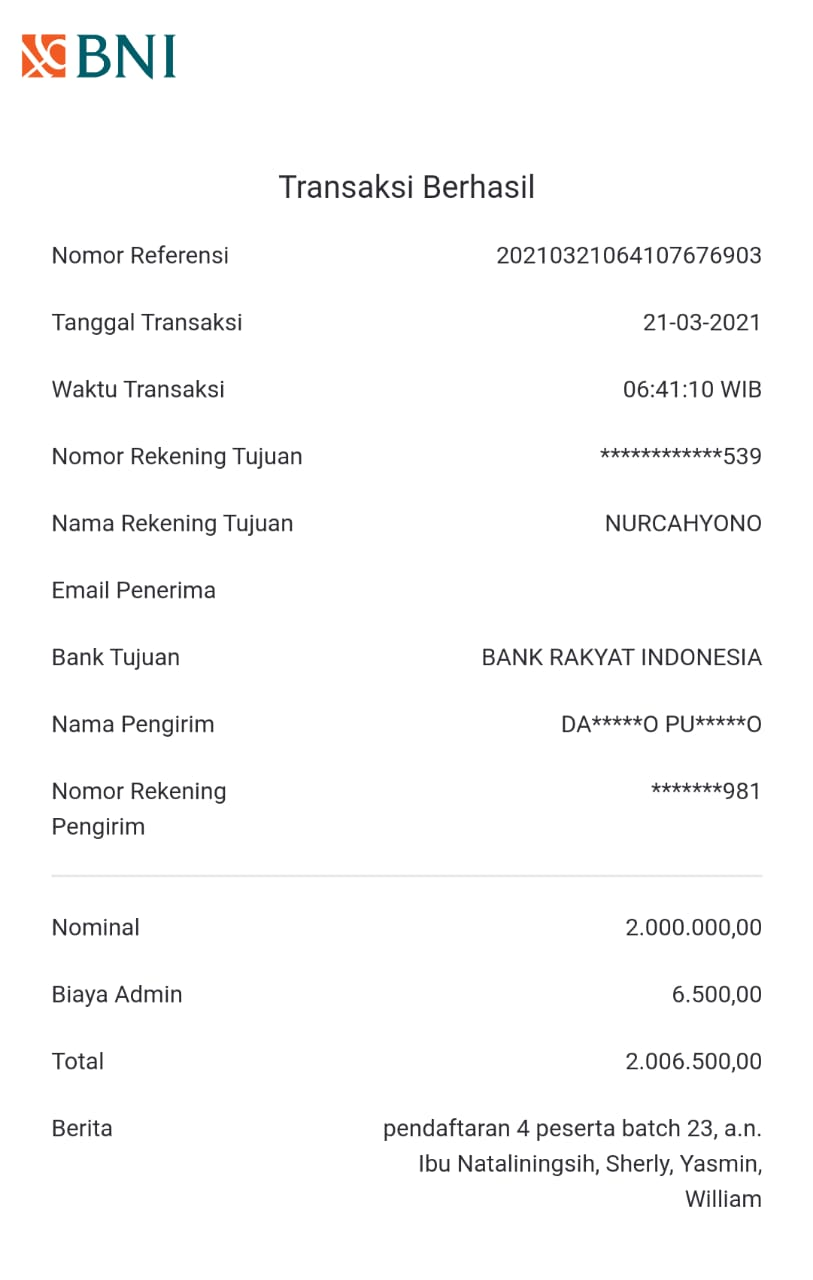 BNI
Transaksi Berhasil
Nomor Referensi 20210321064107676903
Tanggal Transaksi 21-03-2021
Waktu Transaksi 06:41:10 WIB
Nomor Rekening Tujuan ************539
Nama Rekening Tujuan NURCAHYONO
Email Penerima
Bank Tujuan BANK RAKYAT INDONESIA
Nama Pengirim DA*****O PU*****O
Nomor Rekening *******981
Pengirim
Nominal 2.000.000,00
Biaya Admin 6.500,00
Total 2.006.500,00
Berita pendaftaran 4 peserta batch 23, a.n.
Ibu Nataliningsih, Sherly, Yasmin,
William